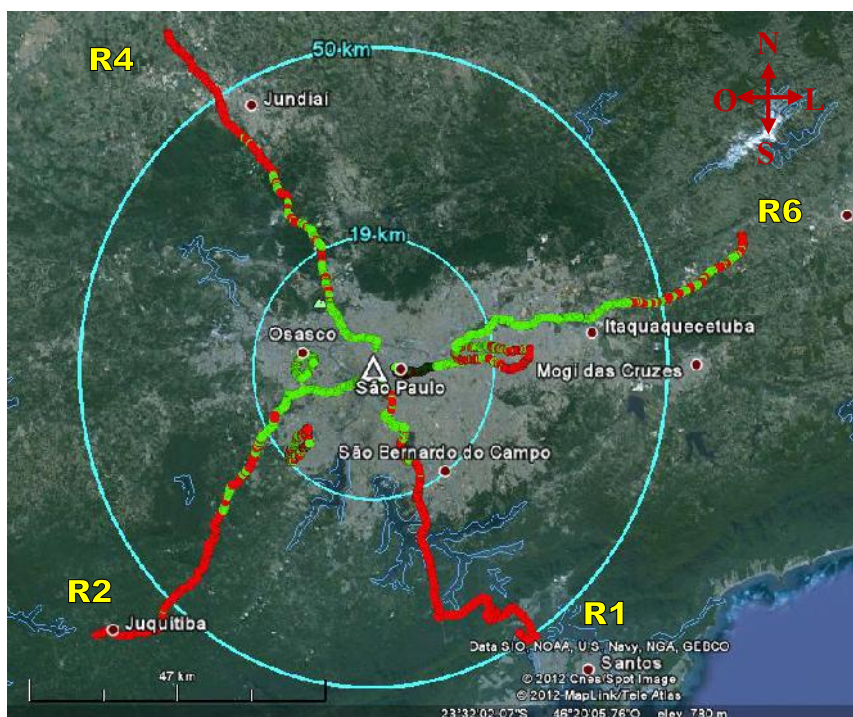 R4
50 km
N
Jundiaí
O
L
S
R6
19 km
Osasco
Itaquaquecetuba
São Paulo
Mogi das Cruzes
São Bernardo do Campo
R2
R1
Juquitiba
Data SIO, NOAA, U.S. Navy, NGA, GEBCO
Santos
47 km
© 2012 Cnes/Spot Image
© 2012 MapLink/Tele Atlas
23°32'02.07"S 46°20'05.76"O elev 730 m